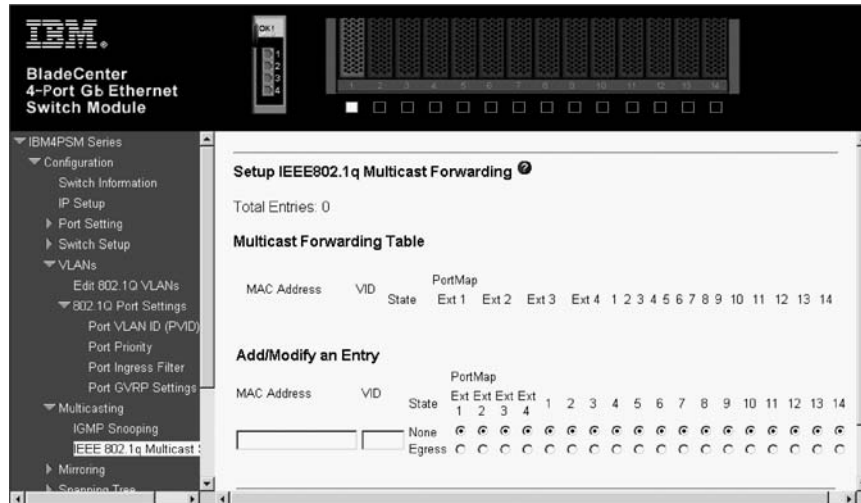 IBM.
BladeCenter
4-Port Gb Ethernet
Switch Module
OK!
1
2
3
4
1 2 3 4 5 6 7 8 9 10 11 12 13 14
IBM4PSM Series
Configuration
Switch Information
IP Setup
Port Setting
Switch Setup
VLANs
Edit 802.1Q VLANs
802.1Q Port Settings
Port VLAN ID (PVID)
Port Priority
Port Ingress Filter
Port GVRP Settings
Multicasting
IGMP Snooping
IEEE 802.1q Multicast
Mirroring
Spanning Tree
Setup IEEE802.1q Multicast Forwarding ?
Total Entries: 0
Multicast Forwarding Table
MAC Address VID State PortMap
Ext 1 Ext 2 Ext 3 Ext 4 1 2 3 4 5 6 7 8 9 10 11 12 13 14
Add/Modify an Entry
MAC Address VID State PortMap
Ext 1 Ext 2 Ext 3 Ext 4 1 2 3 4 5 6 7 8 9 10 11 12 13 14
None
Egress